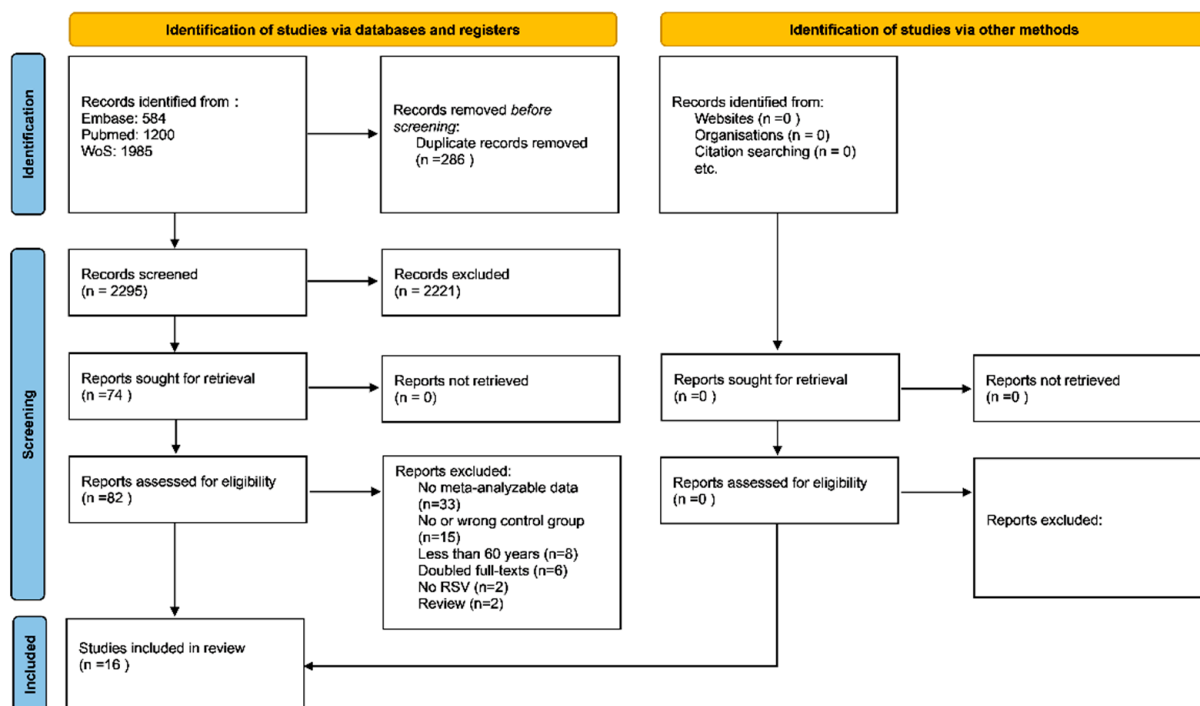 Identification of studies via databases and registers
Identification of studies via other methods
Identification
Records identified from :
Embase: 584
Pubmed: 1200
WoS: 1985
Records removed before
screening:
Duplicate records removed
(n =286 )
Records identified from:
Websites (n =0 )
Organisations (n = 0)
Citation searching (n = 0)
etc.
Screening
Records screened
(n = 2295)
Records excluded
(n = 2221)
Reports sought for retrieval
(n =74 )
Reports not retrieved
(n = 0)
Reports sought for retrieval
(n =0 )
Reports not retrieved
(n =0 )
Reports assessed for eligibility
(n =82 )
Reports excluded:
No meta-analyzable data
(n=33)
No or wrong control group
(n=15)
Less than 60 years (n=8)
Doubled full-texts (n=6)
No RSV (n=2)
Review (n=2)
Reports assessed for eligibility
(n =0 )
Reports excluded:
Included
Studies included in review
(n =16 )